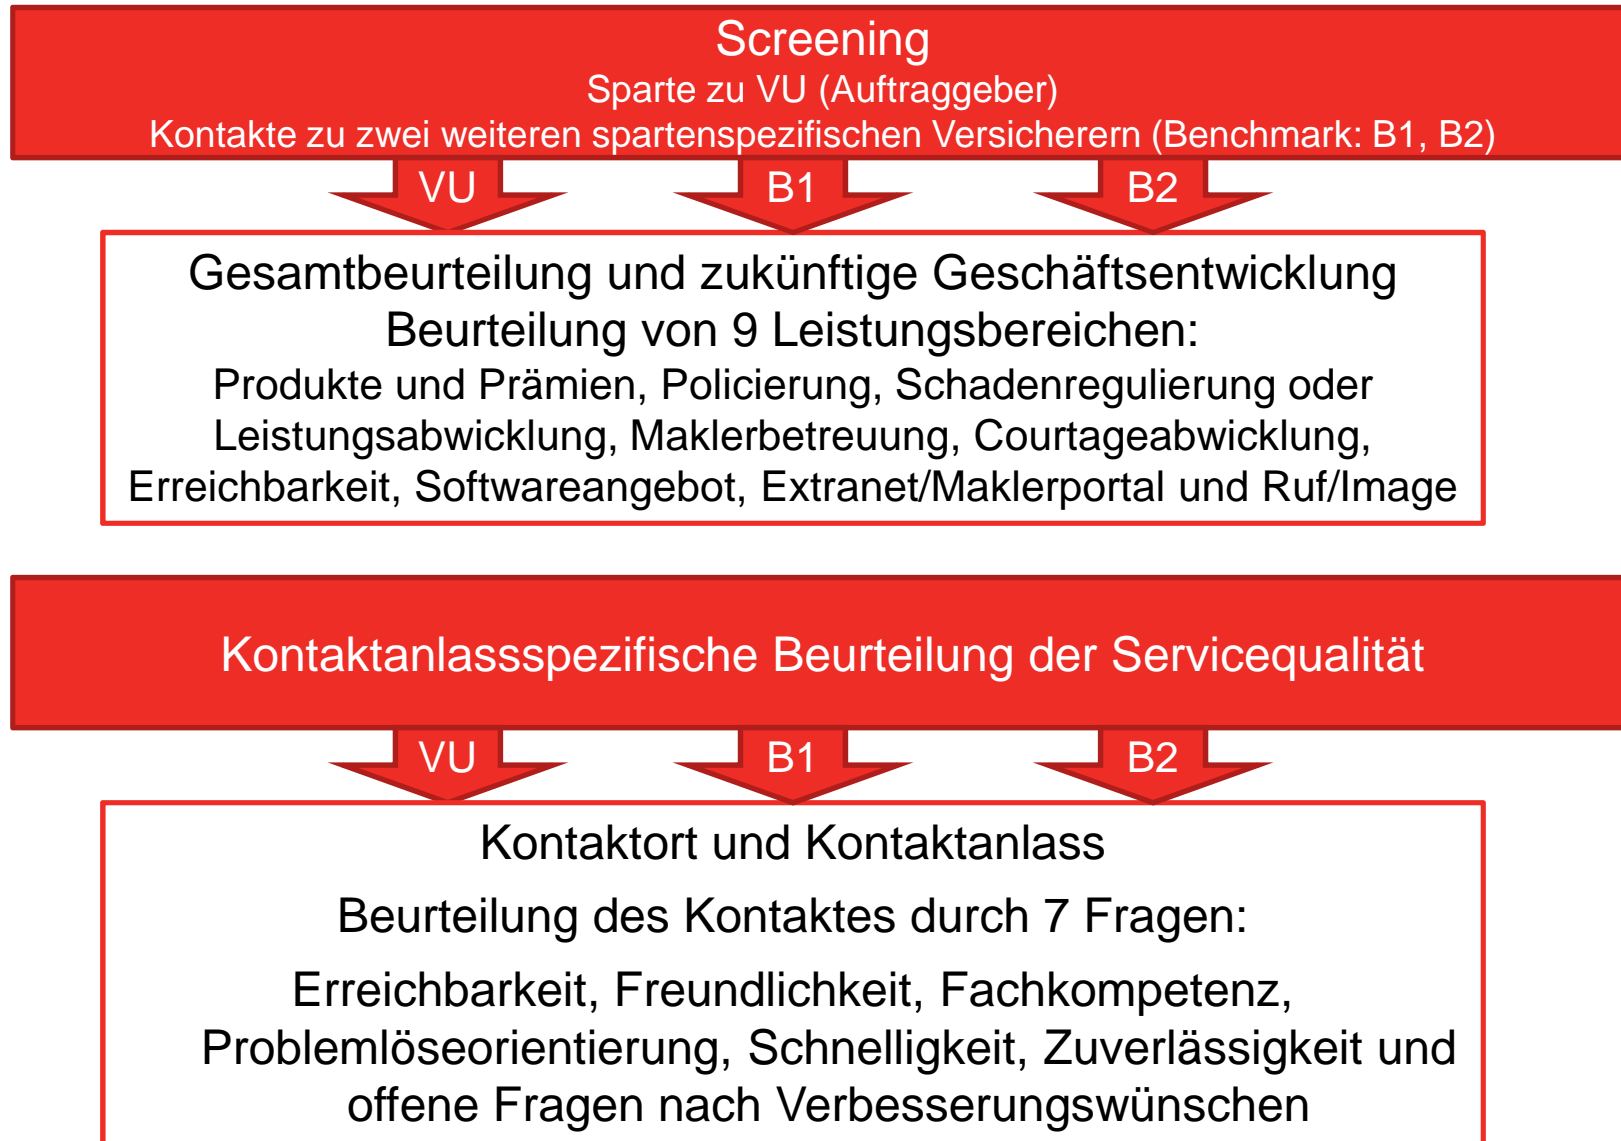 Screening
Sparte zu VU (Auftraggeber)
Kontakte zu zwei weiteren spartenspezifischen Versicherern (Benchmark: B1, B2)
VU B1 B2
Gesamtbeurteilung und zukünftige Geschäftsentwicklung
Beurteilung von 9 Leistungsbereichen:
Produkte und Prämien, Policierung, Schadenregulierung oder
Leistungsabwicklung, Maklerbetreuung, Courtageabwicklung,
Erreichbarkeit, Softwareangebot, Extranet/Maklerportal und Ruf/Image
Kontaktanlassspezifische Beurteilung der Servicequalität
VU B1 B2
Kontaktort und Kontaktanlass
Beurteilung des Kontaktes durch 7 Fragen:
Erreichbarkeit, Freundlichkeit, Fachkompetenz,
Problemlöseorientierung, Schnelligkeit, Zuverlässigkeit und
offene Fragen nach Verbesserungswünschen